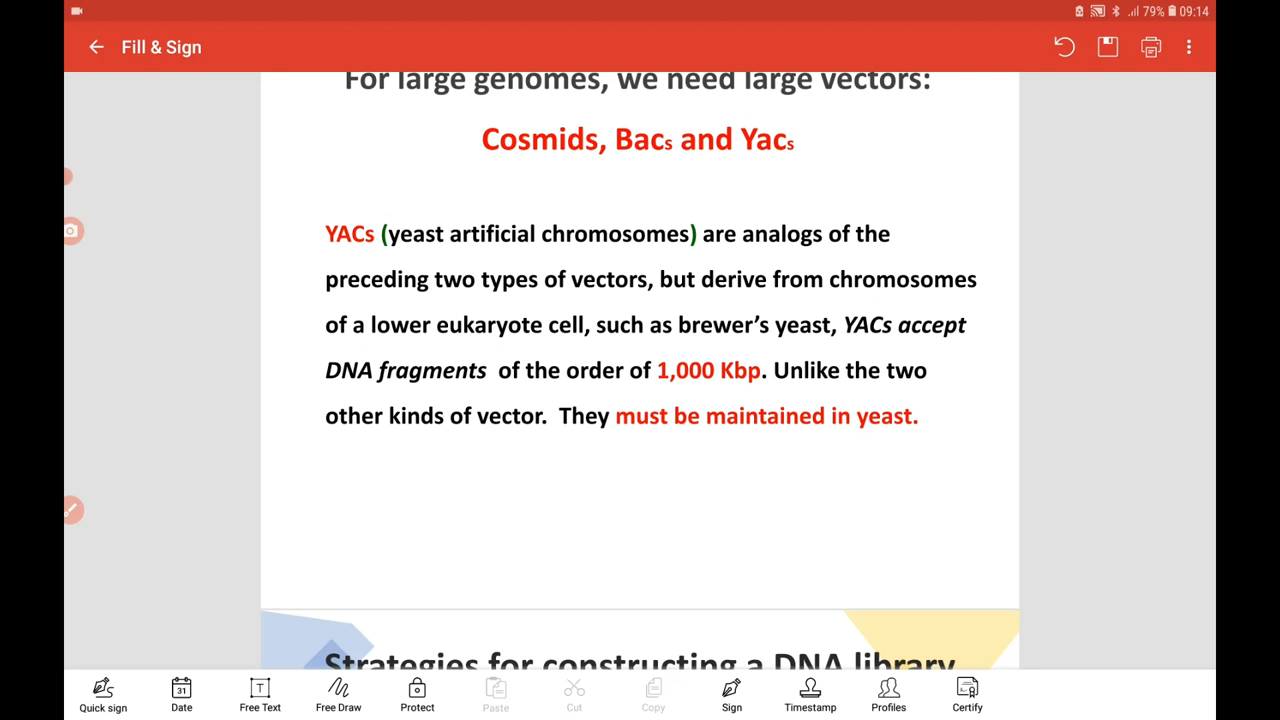 79% 09:14
Fill & Sign
For large genomes, we need large vectors:
Cosmids, Bacs and Yacs
YACs (yeast artificial chromosomes) are analogs of the
preceding two types of vectors, but derive from chromosomes
of a lower eukaryote cell, such as brewer’s yeast, YACs accept
DNA fragments of the order of 1,000 Kbp. Unlike the two
other kinds of vector. They must be maintained in yeast.
Strategies for constructing a DNA library
31 T
Quick sign Date Free Text Free Draw Protect Paste Cut Copy Sign Timestamp Profiles Certify